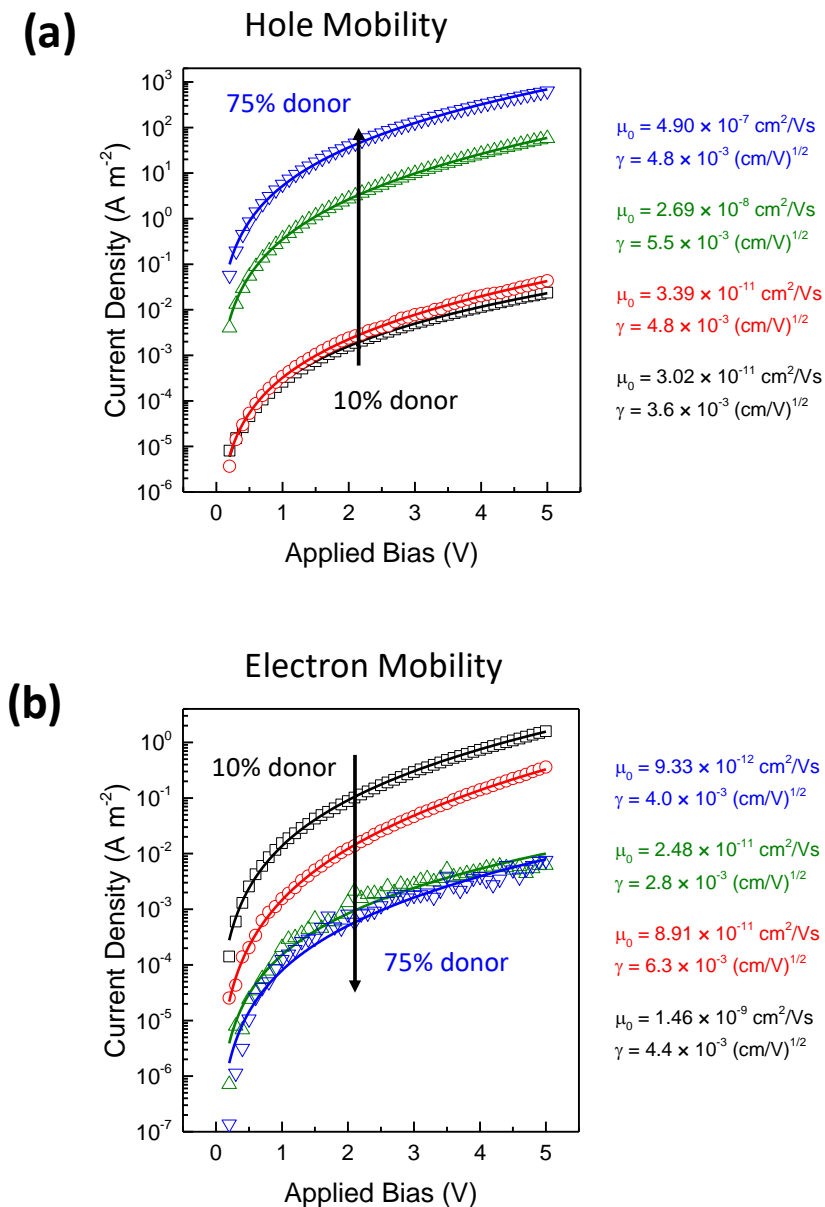 (a)
Hole Mobility
10³
10²
10¹
10⁰
10⁻¹
10⁻²
10⁻³
10⁻⁴
10⁻⁵
10⁻⁶
Current Density (A m⁻²)
75% donor
10% donor
0 1 2 3 4 5
Applied Bias (V)
μ₀ = 4.90 × 10⁻⁷ cm²/Vs
γ = 4.8 × 10⁻³ (cm/V)¹/²
μ₀ = 2.69 × 10⁻⁸ cm²/Vs
γ = 5.5 × 10⁻³ (cm/V)¹/²
μ₀ = 3.39 × 10⁻¹¹ cm²/Vs
γ = 4.8 × 10⁻³ (cm/V)¹/²
μ₀ = 3.02 × 10⁻¹¹ cm²/Vs
γ = 3.6 × 10⁻³ (cm/V)¹/²
(b)
Electron Mobility
10⁰
10⁻¹
10⁻²
10⁻³
10⁻⁴
10⁻⁵
10⁻⁶
10⁻⁷
Current Density (A m⁻²)
10% donor
75% donor
0 1 2 3 4 5
Applied Bias (V)
μ₀ = 9.33 × 10⁻¹² cm²/Vs
γ = 4.0 × 10⁻³ (cm/V)¹/²
μ₀ = 2.48 × 10⁻¹¹ cm²/Vs
γ = 2.8 × 10⁻³ (cm/V)¹/²
μ₀ = 8.91 × 10⁻¹¹ cm²/Vs
γ = 6.3 × 10⁻³ (cm/V)¹/²
μ₀ = 1.46 × 10⁻⁹ cm²/Vs
γ = 4.4 × 10⁻³ (cm/V)¹/²